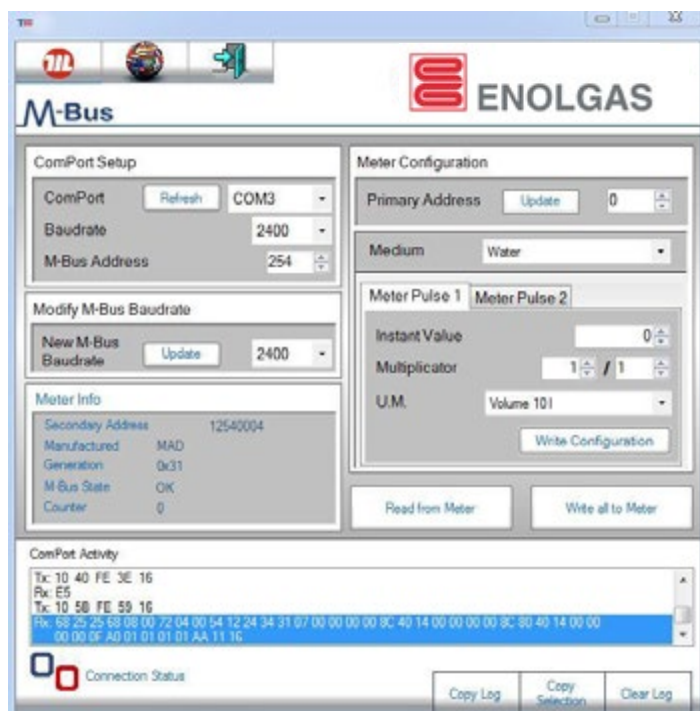 ENOLGAS
M-Bus
ComPort Setup
ComPort Refresh COM3
Baudrate 2400
M-Bus Address 254
Modify M-Bus Baudrate
New M-Bus
Baudrate Update 2400
Meter Info
Secondary Address 12540004
Manufactured MAD
Generation 0x31
M-Bus State OK
Counter 0
Meter Configuration
Primary Address Update 0
Medium Water
Meter Pulse 1 Meter Pulse 2
Instant Value 0
Multiplicator 1 / 1
U.M. Volume 10 l
Write Configuration
Read from Meter Write all to Meter
ComPort Activity
Tx: 10 40 FE 3E 16
Rx: E5
Tx: 10 5B FE 59 16
Rx: 68 25 25 68 08 00 72 04 00 54 12 24 34 31 07 00 00 00 00 8C 40 14 00 00 00 00 8C 80 40 14 00 00
00 00 0F A0 01 01 01 01 AA 11 16
Connection Status
Copy Log Copy Selection Clear Log